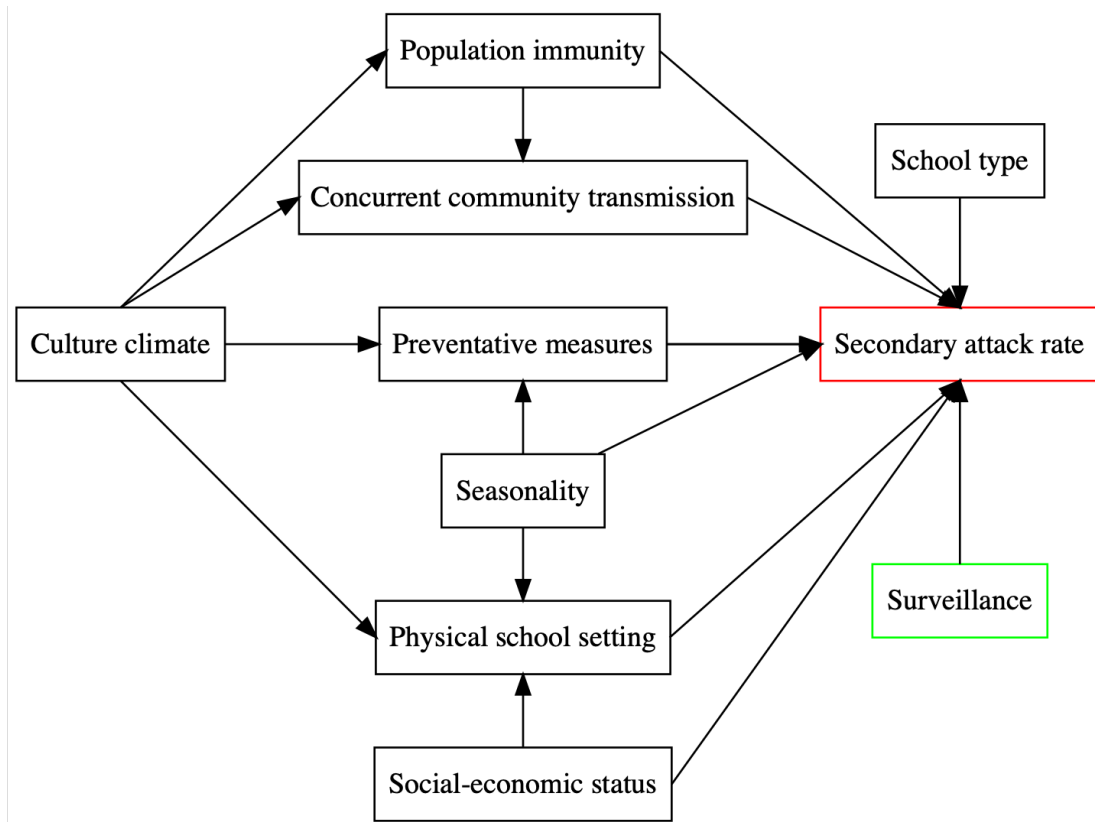 Population immunity
School type
Concurrent community transmission
Culture climate
Preventative measures
Secondary attack rate
Seasonality
Surveillance
Physical school setting
Social-economic status